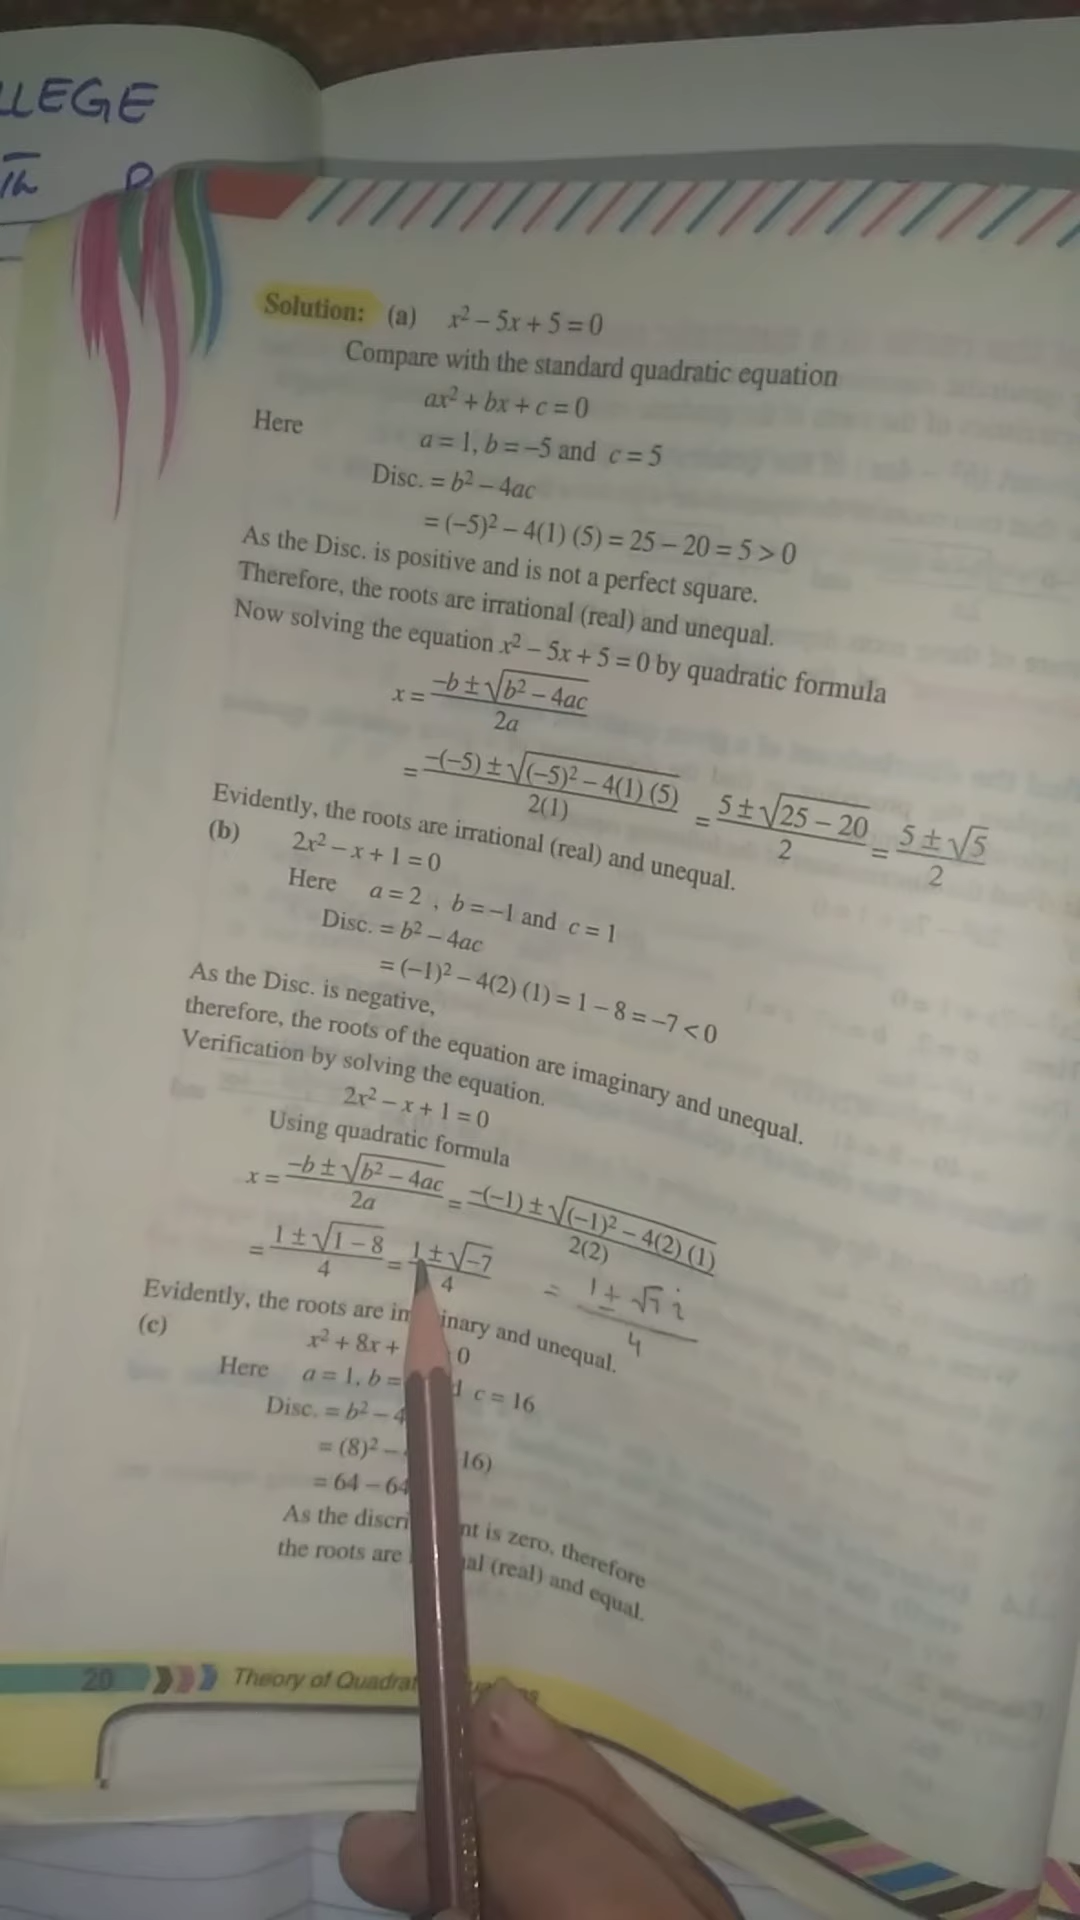 LLEGE
Th
Solution: (a) x² – 5x + 5 = 0
Compare with the standard quadratic equation
ax² + bx + c = 0
Here a = 1, b = –5 and c = 5
Disc. = b² – 4ac
= (–5)² – 4(1) (5) = 25 – 20 = 5 > 0
As the Disc. is positive and is not a perfect square.
Therefore, the roots are irrational (real) and unequal.
Now solving the equation x² – 5x + 5 = 0 by quadratic formula
x = (–b ± √(b² – 4ac)) / 2a
= (–(–5) ± √((–5)² – 4(1) (5))) / 2(1) = (5 ± √(25 – 20)) / 2 = (5 ± √5) / 2
Evidently, the roots are irrational (real) and unequal.
(b) 2x² – x + 1 = 0
Here a = 2 , b = –1 and c = 1
Disc. = b² – 4ac
= (–1)² – 4(2) (1) = 1 – 8 = –7 < 0
As the Disc. is negative,
therefore, the roots of the equation are imaginary and unequal.
Verification by solving the equation.
2x² – x + 1 = 0
Using quadratic formula
x = (–b ± √(b² – 4ac)) / 2a = (–(–1) ± √((–1)² – 4(2) (1))) / 2(2)
= (1 ± √(1 – 8)) / 4 = (1 ± √–7) / 4 = (1 ± √7 i) / 4
Evidently, the roots are im inary and unequal.
(c) x² + 8x + 0
Here a = 1, b = c = 16
Disc. = b² – 4
= (8)² – 16)
= 64 – 64
As the discri nt is zero, therefore
the roots are al (real) and equal.
20 Theory of Quadrat